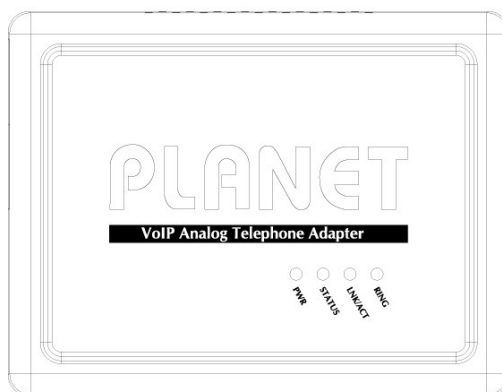 PLANET
VoIP Analog Telephone Adapter
PWR STATUS LNK/ACT RING